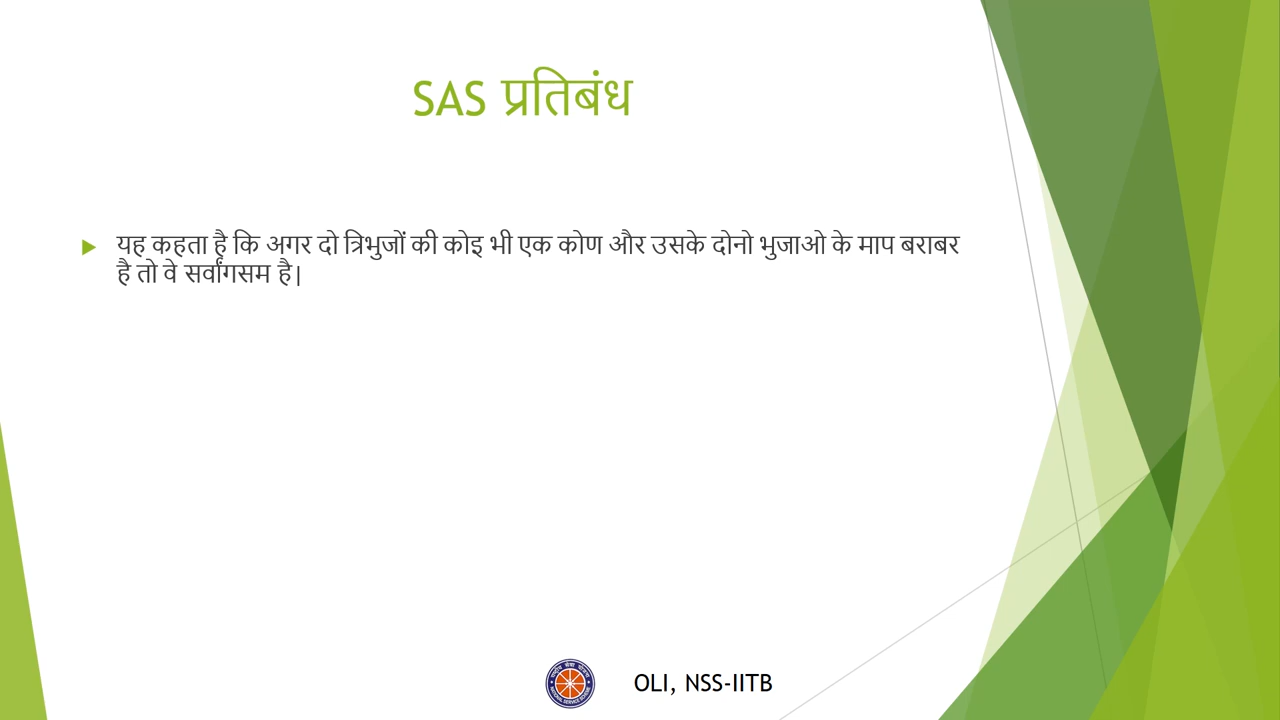 SAS प्रतिबंध
यह कहता है कि अगर दो त्रिभुजों की कोइ भी एक कोण और उसके दोनो भुजाओ के माप बराबर
है तो वे सर्वांगसम है।
OLI, NSS-IITB